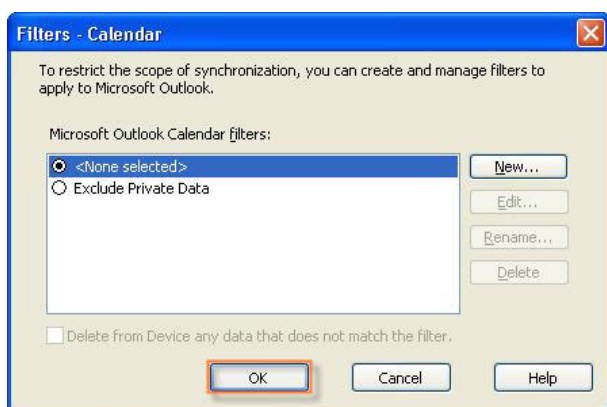 Filters - Calendar
To restrict the scope of synchronization, you can create and manage filters to
apply to Microsoft Outlook.
Microsoft Outlook Calendar filters:
<None selected>
New...
Exclude Private Data
Edit...
Rename...
Delete
Delete from Device any data that does not match the filter.
OK
Cancel
Help